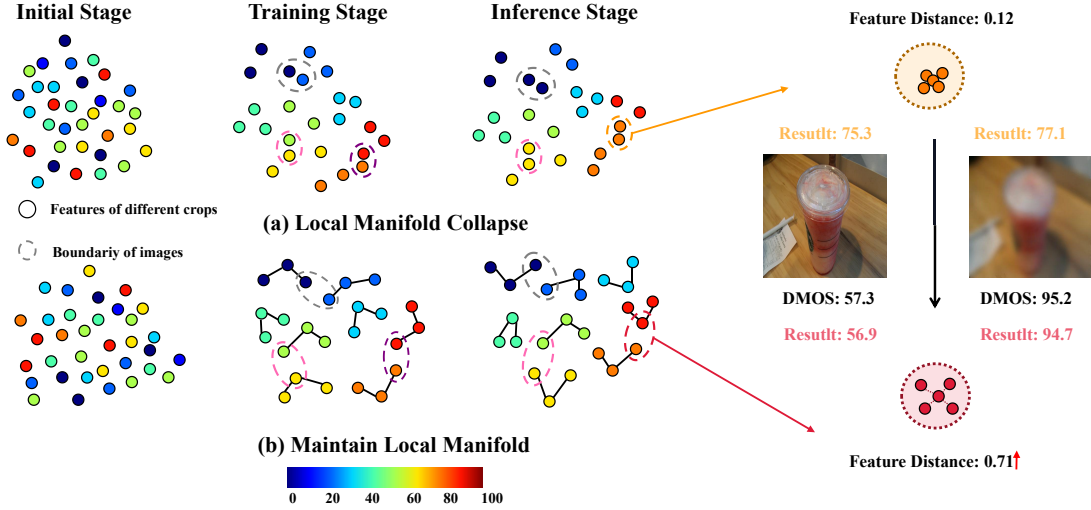 Initial Stage
Training Stage
Inference Stage
Feature Distance: 0.12
Resutlt: 75.3
Resutlt: 77.1
Features of different crops
(a) Local Manifold Collapse
Boundariy of images
DMOS: 57.3
DMOS: 95.2
Resutlt: 56.9
Resutlt: 94.7
(b) Maintain Local Manifold
Feature Distance: 0.71
0 20 40 60 80 100